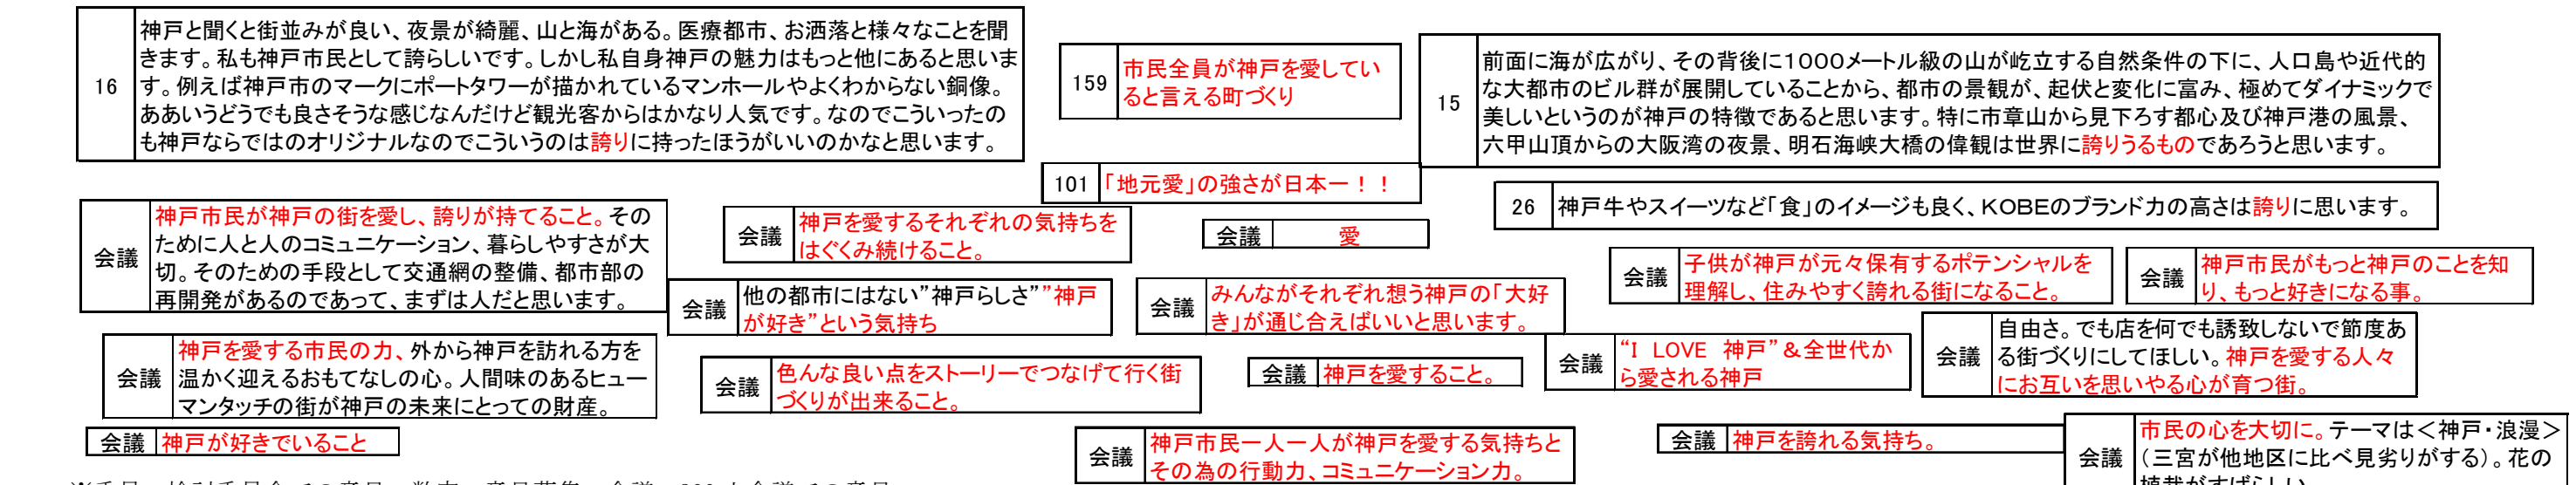 16
神戸と聞くと街並みが良い、夜景が綺麗、山と海がある。医療都市、お洒落と様々なことを聞
きます。私も神戸市民として誇らしいです。しかし私自身神戸の魅力はもっと他にあると思いま
す。例えば神戸市のマークにポートタワーが描かれているマンホールやよくわからない銅像。
ああいうどうでも良さそうな感じなんだけど観光客からはかなり人気です。なのでこういったの
も神戸ならではのオリジナルなのでこういうのは誇りに持ったほうがいいのかなと思います。
159
市民全員が神戸を愛してい
ると言える町づくり
15
前面に海が広がり、その背後に1000メートル級の山が屹立する自然条件の下に、人口島や近代的
な大都市のビル群が展開していることから、都市の景観が、起伏と変化に富み、極めてダイナミックで
美しいというのが神戸の特徴であると思います。特に市章山から見下ろす都心及び神戸港の風景、
六甲山頂からの大阪湾の夜景、明石海峡大橋の偉観は世界に誇りうるものであろうと思います。
101 「地元愛」の強さが日本一！！
26 神戸牛やスイーツなど「食」のイメージも良く、KOBEのブランド力の高さは誇りに思います。
会議
神戸市民が神戸の街を愛し、誇りが持てること。その
ために人と人のコミュニケーション、暮らしやすさが大
切。そのための手段として交通網の整備、都市部の
再開発があるのであって、まずは人だと思います。
会議
神戸を愛するそれぞれの気持ちを
はぐくみ続けること。
会議 愛
会議
子供が神戸が元々保有するポテンシャルを
理解し、住みやすく誇れる街になること。
会議
神戸市民がもっと神戸のことを知
り、もっと好きになる事。
会議
他の都市にはない”神戸らしさ””神戸
が好き”という気持ち
会議
みんながそれぞれ想う神戸の「大好
き」が通じ合えばいいと思います。
会議
神戸を愛する市民の力、外から神戸を訪れる方を
温かく迎えるおもてなしの心。人間味のあるヒュー
マンタッチの街が神戸の未来にとっての財産。
会議
色んな良い点をストーリーでつなげて行く街
づくりが出来ること。
会議 神戸を愛すること。
会議
“I LOVE 神戸”＆全世代か
ら愛される神戸
会議
自由さ。でも店を何でも誘致しないで節度あ
る街づくりにしてほしい。神戸を愛する人々
にお互いを思いやる心が育つ街。
会議 神戸が好きでいること
会議
神戸市民一人一人が神戸を愛する気持ちと
その為の行動力、コミュニケーション力。
会議 神戸を誇れる気持ち。
会議
市民の心を大切に。テーマは＜神戸・浪漫＞
（三宮が他地区に比べ見劣りがする）。花の